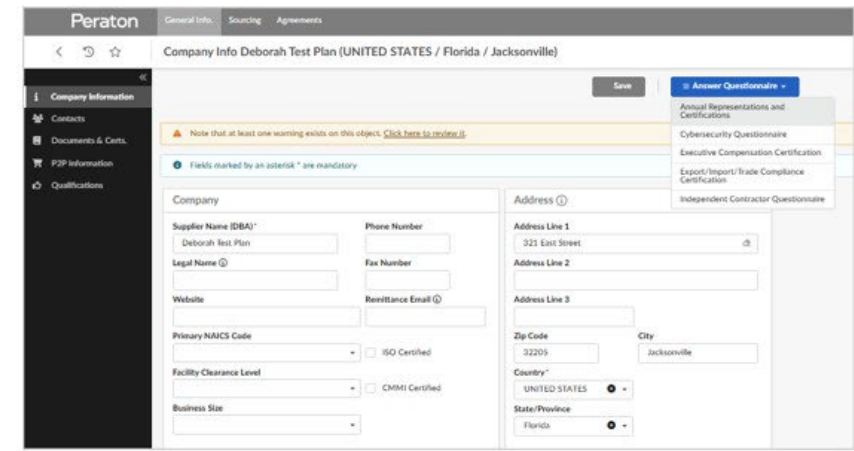 Peraton
General Info. Sourcing Agreements
Company Info Deborah Test Plan (UNITED STATES / Florida / Jacksonville)
Company Information
Contacts
Documents & Certs.
P2P Information
Qualifications
Save
Answer Questionnaire
Annual Representations and
Certifications
Cybersecurity Questionnaire
Executive Compensation Certification
Export/Import/Trade Compliance
Certification
Independent Contractor Questionnaire
Note that at least one warning exists on this object. Click here to review it.
Fields marked by an asterisk * are mandatory
Company
Supplier Name (DBA)*
Phone Number
Deborah Test Plan
Legal Name
Fax Number
Website
Remittance Email
Primary NAICS Code
ISO Certified
Facility Clearance Level
CMMI Certified
Business Size
Address
Address Line 1
321 East Street
Address Line 2
Address Line 3
Zip Code
City
32205
Jacksonville
Country*
UNITED STATES
State/Province
Florida